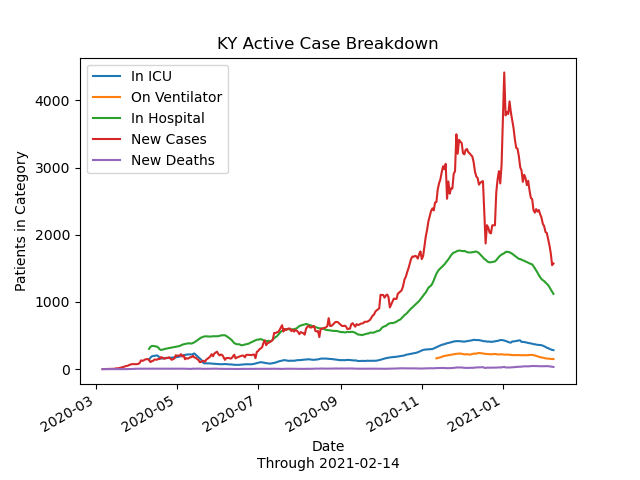 KY Active Case Breakdown
In ICU
On Ventilator
In Hospital
New Cases
New Deaths
Patients in Category
4000
3000
2000
1000
0
2020-03
2020-05
2020-07
2020-09
2020-11
2021-01
Date
Through 2021-02-14